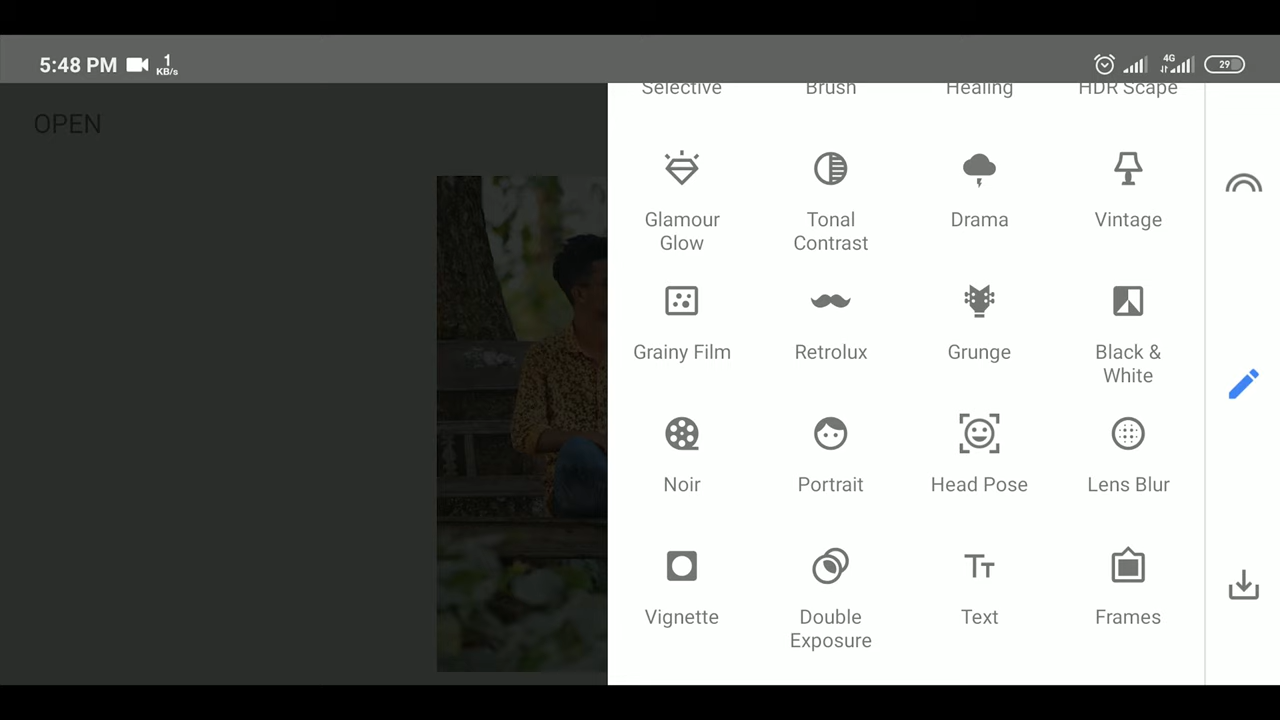 5:48 PM 1 KB/s 4G 29
OPEN
Selective Brush Healing HDR Scape
Glamour Glow Tonal Contrast Drama Vintage
Grainy Film Retrolux Grunge Black & White
Noir Portrait Head Pose Lens Blur
Vignette Double Exposure Text Frames